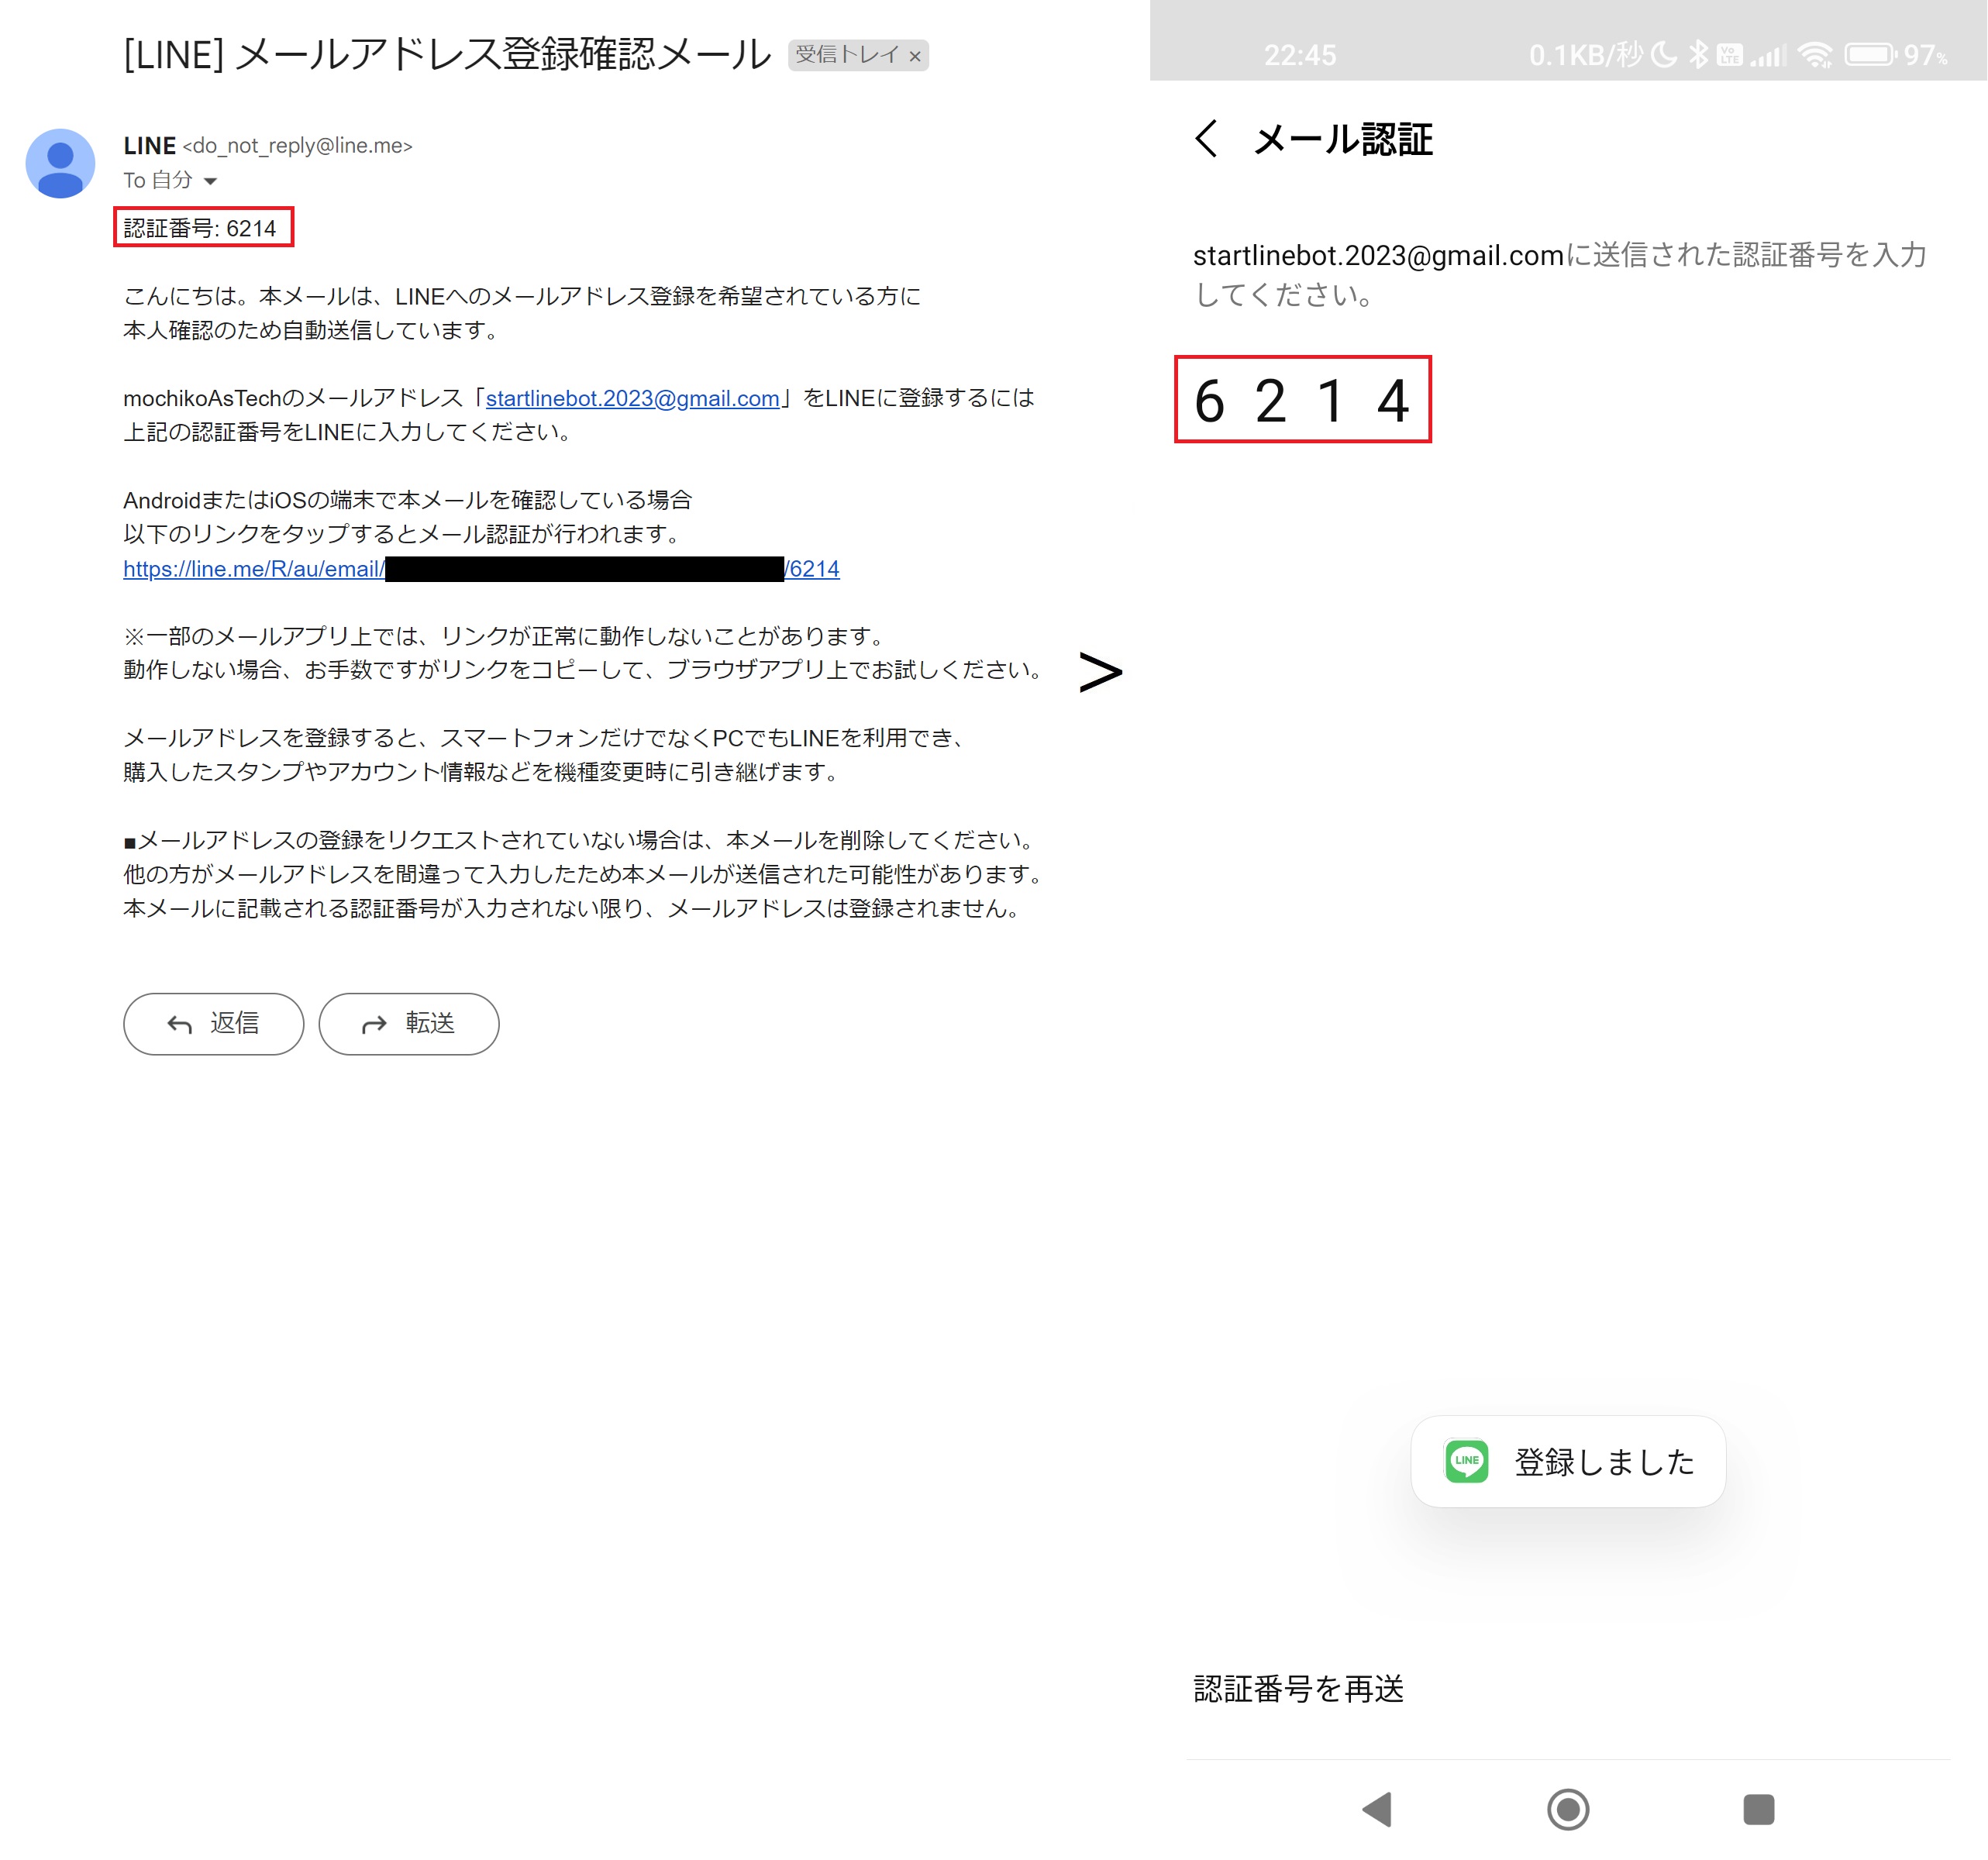 [LINE] メールアドレス登録確認メール 受信トレイ ×
LINE <do_not_reply@line.me>
To 自分
認証番号: 6214
こんにちは。本メールは、LINEへのメールアドレス登録を希望されている方に
本人確認のため自動送信しています。
mochikoAsTechのメールアドレス「startlinebot.2023@gmail.com」をLINEに登録するには
上記の認証番号をLINEに入力してください。
AndroidまたはiOSの端末で本メールを確認している場合
以下のリンクをタップするとメール認証が行われます。
https://line.me/R/au/email/ /6214
※一部のメールアプリ上では、リンクが正常に動作しないことがあります。
動作しない場合、お手数ですがリンクをコピーして、ブラウザアプリ上でお試しください。
メールアドレスを登録すると、スマートフォンだけでなくPCでもLINEを利用でき、
購入したスタンプやアカウント情報などを機種変更時に引き継げます。
■メールアドレスの登録をリクエストされていない場合は、本メールを削除してください。
他の方がメールアドレスを間違って入力したため本メールが送信された可能性があります。
本メールに記載される認証番号が入力されない限り、メールアドレスは登録されません。
返信 転送
>
22:45 0.1KB/秒 Vo LTE 97%
メール認証
startlinebot.2023@gmail.comに送信された認証番号を入力
してください。
6 2 1 4
LINE 登録しました
認証番号を再送